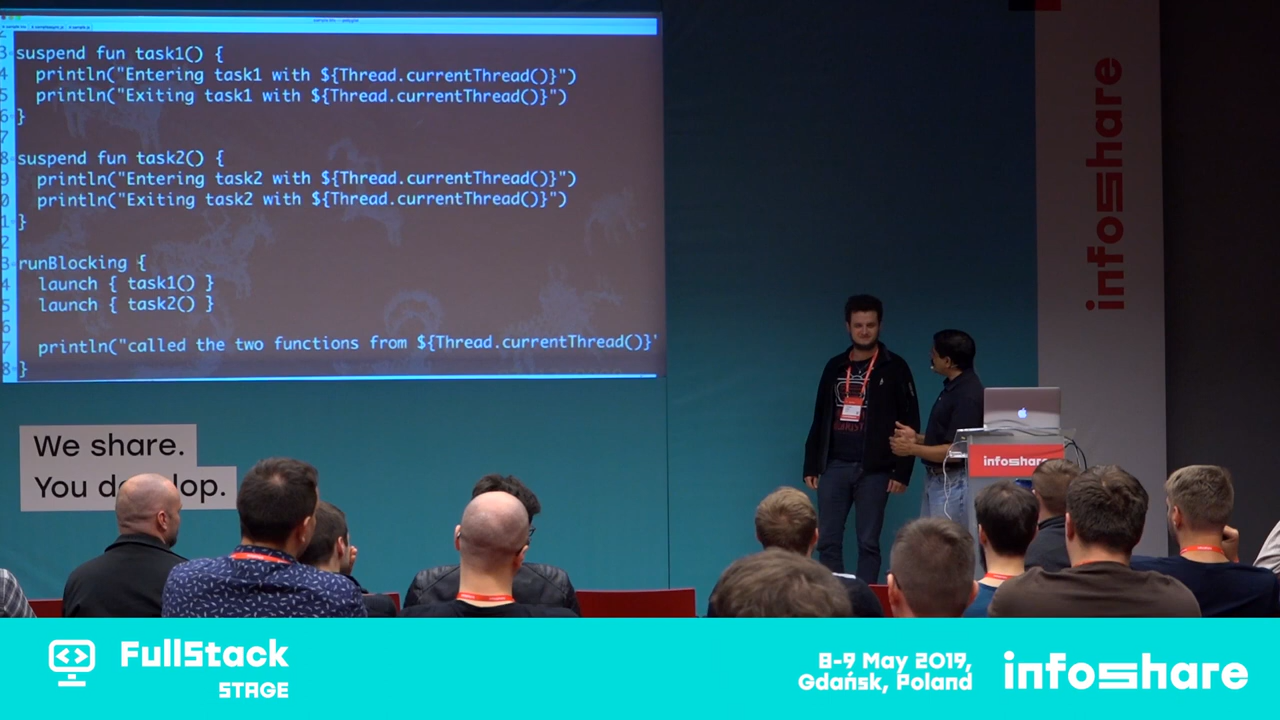 suspend fun task1() {
println("Entering task1 with ${Thread.currentThread()}")
println("Exiting task1 with ${Thread.currentThread()}")
}
suspend fun task2() {
println("Entering task2 with ${Thread.currentThread()}")
println("Exiting task2 with ${Thread.currentThread()}")
}
runBlocking {
launch { task1() }
launch { task2() }
println("called the two functions from ${Thread.currentThread()}"
}
infoshare
We share.
You develop.
infoshare
FullStack
STAGE
8-9 May 2019,
Gdańsk, Poland
infoshare